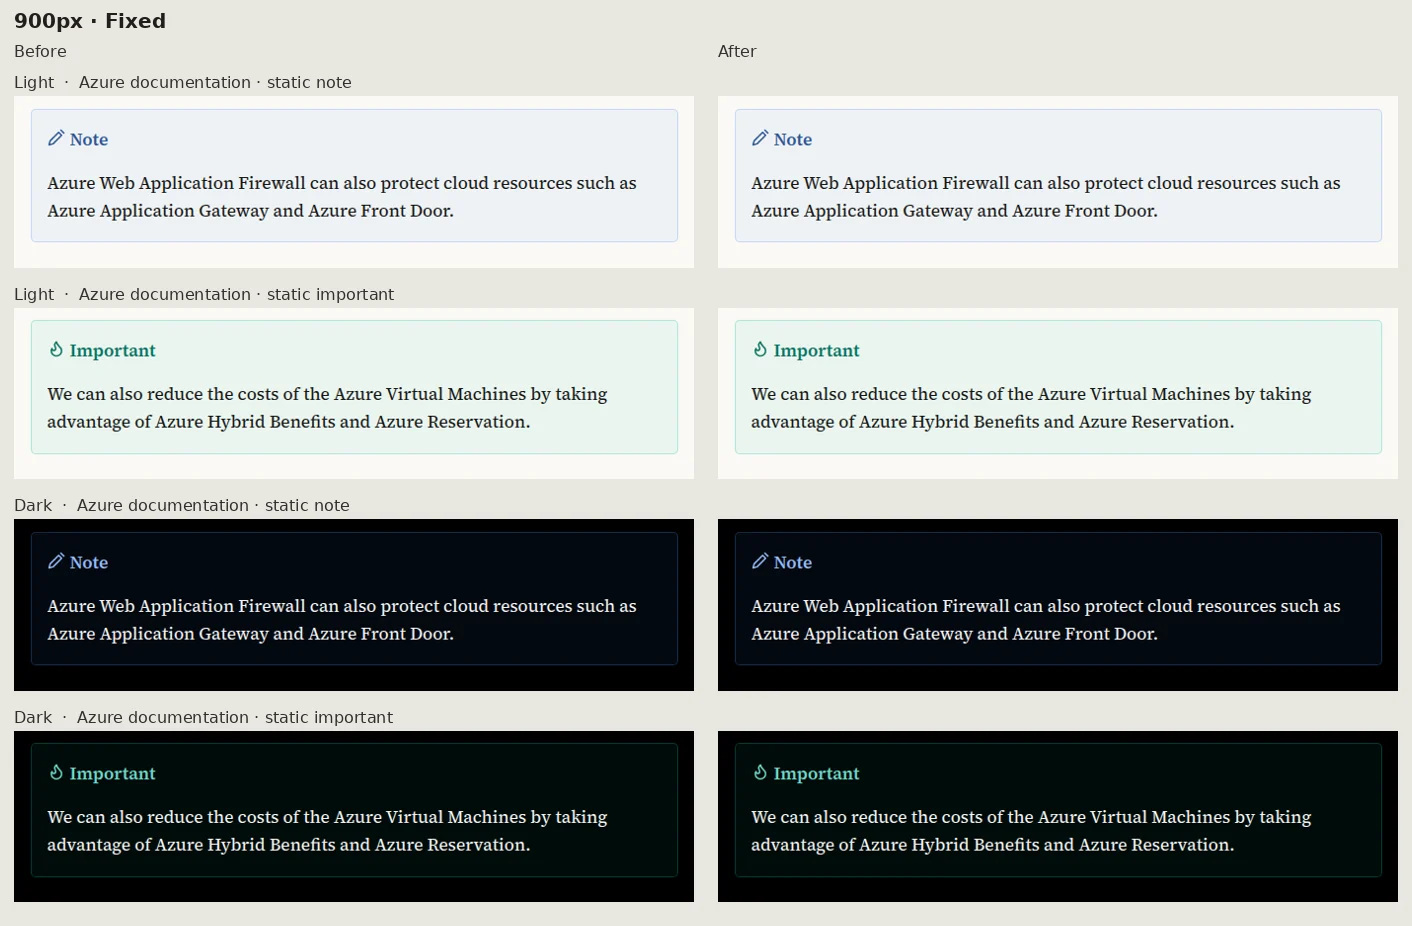 900px · Fixed
Before
After
Light · Azure documentation · static note
Note
Azure Web Application Firewall can also protect cloud resources such as
Azure Application Gateway and Azure Front Door.
Note
Azure Web Application Firewall can also protect cloud resources such as
Azure Application Gateway and Azure Front Door.
Light · Azure documentation · static important
Important
We can also reduce the costs of the Azure Virtual Machines by taking
advantage of Azure Hybrid Benefits and Azure Reservation.
Important
We can also reduce the costs of the Azure Virtual Machines by taking
advantage of Azure Hybrid Benefits and Azure Reservation.
Dark · Azure documentation · static note
Note
Azure Web Application Firewall can also protect cloud resources such as
Azure Application Gateway and Azure Front Door.
Note
Azure Web Application Firewall can also protect cloud resources such as
Azure Application Gateway and Azure Front Door.
Dark · Azure documentation · static important
Important
We can also reduce the costs of the Azure Virtual Machines by taking
advantage of Azure Hybrid Benefits and Azure Reservation.
Important
We can also reduce the costs of the Azure Virtual Machines by taking
advantage of Azure Hybrid Benefits and Azure Reservation.